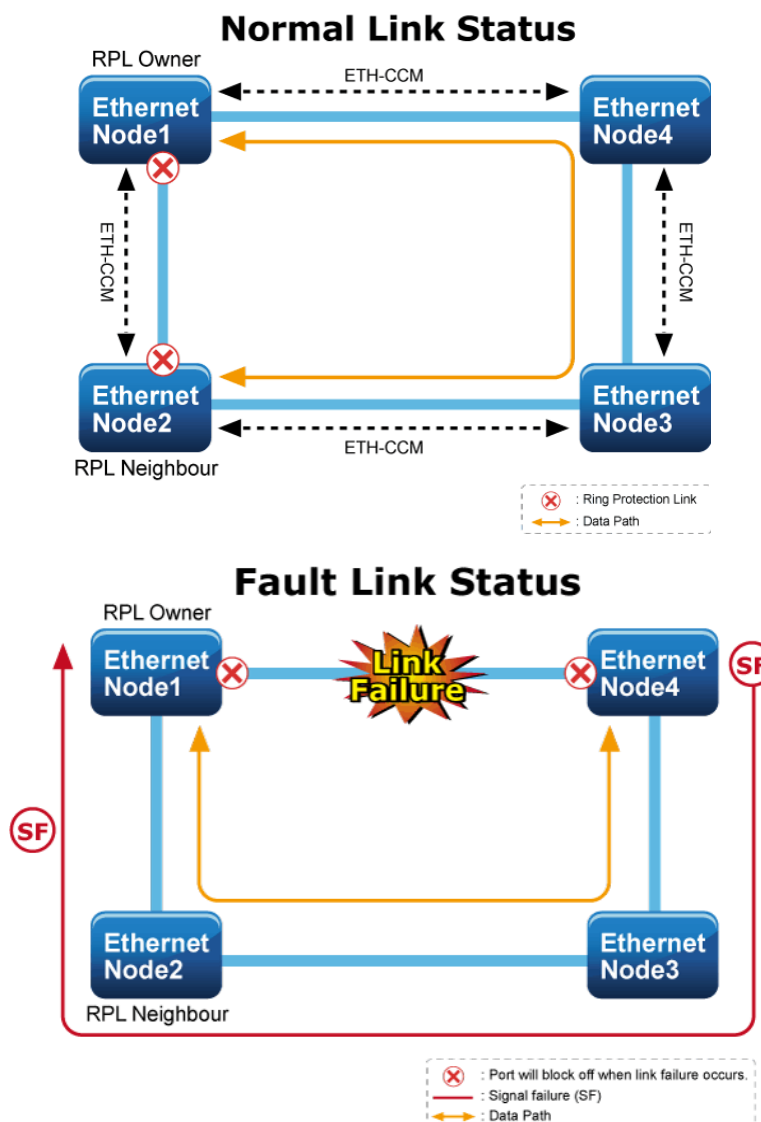 Normal Link Status
RPL Owner
ETH-CCM
Ethernet
Node1
Ethernet
Node4
ETH-CCM
ETH-CCM
Ethernet
Node2
Ethernet
Node3
ETH-CCM
RPL Neighbour
: Ring Protection Link
: Data Path
Fault Link Status
RPL Owner
Ethernet
Node1
Link
Failure
Ethernet
Node4
SF
SF
Ethernet
Node2
Ethernet
Node3
RPL Neighbour
: Port will block off when link failure occurs.
: Signal failure (SF)
: Data Path